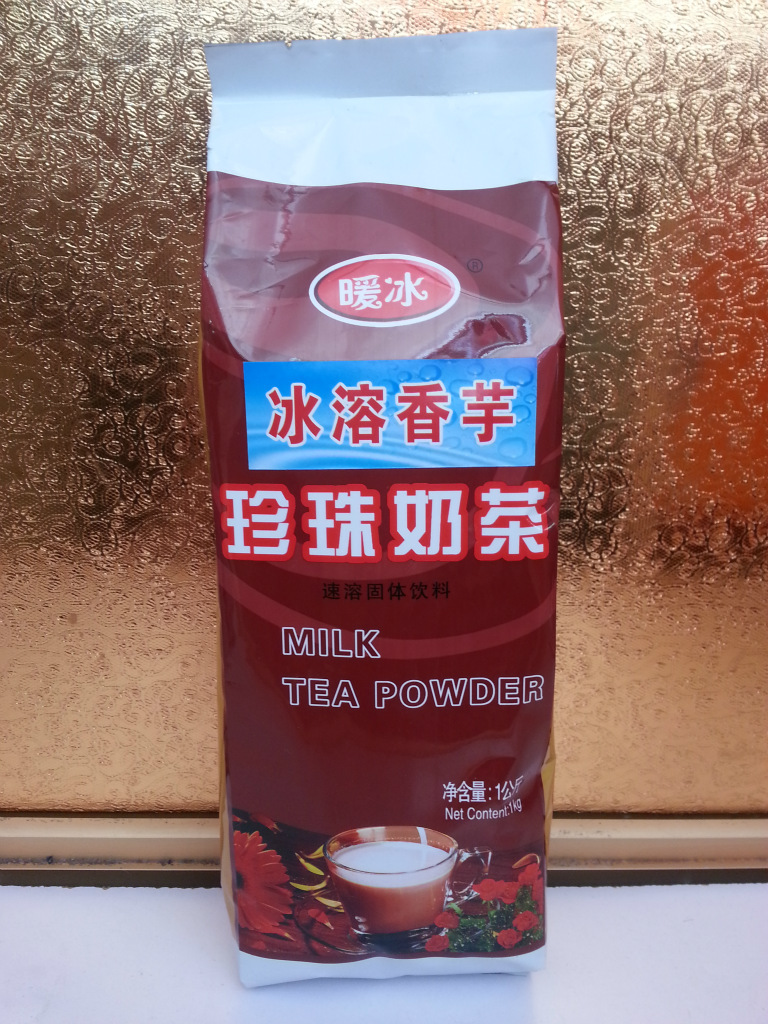 暖冰
®
冰溶香芋
珍珠奶茶
速溶固体饮料
MILK
TEA POWDER
净含量:1公斤
Net Content:1kg